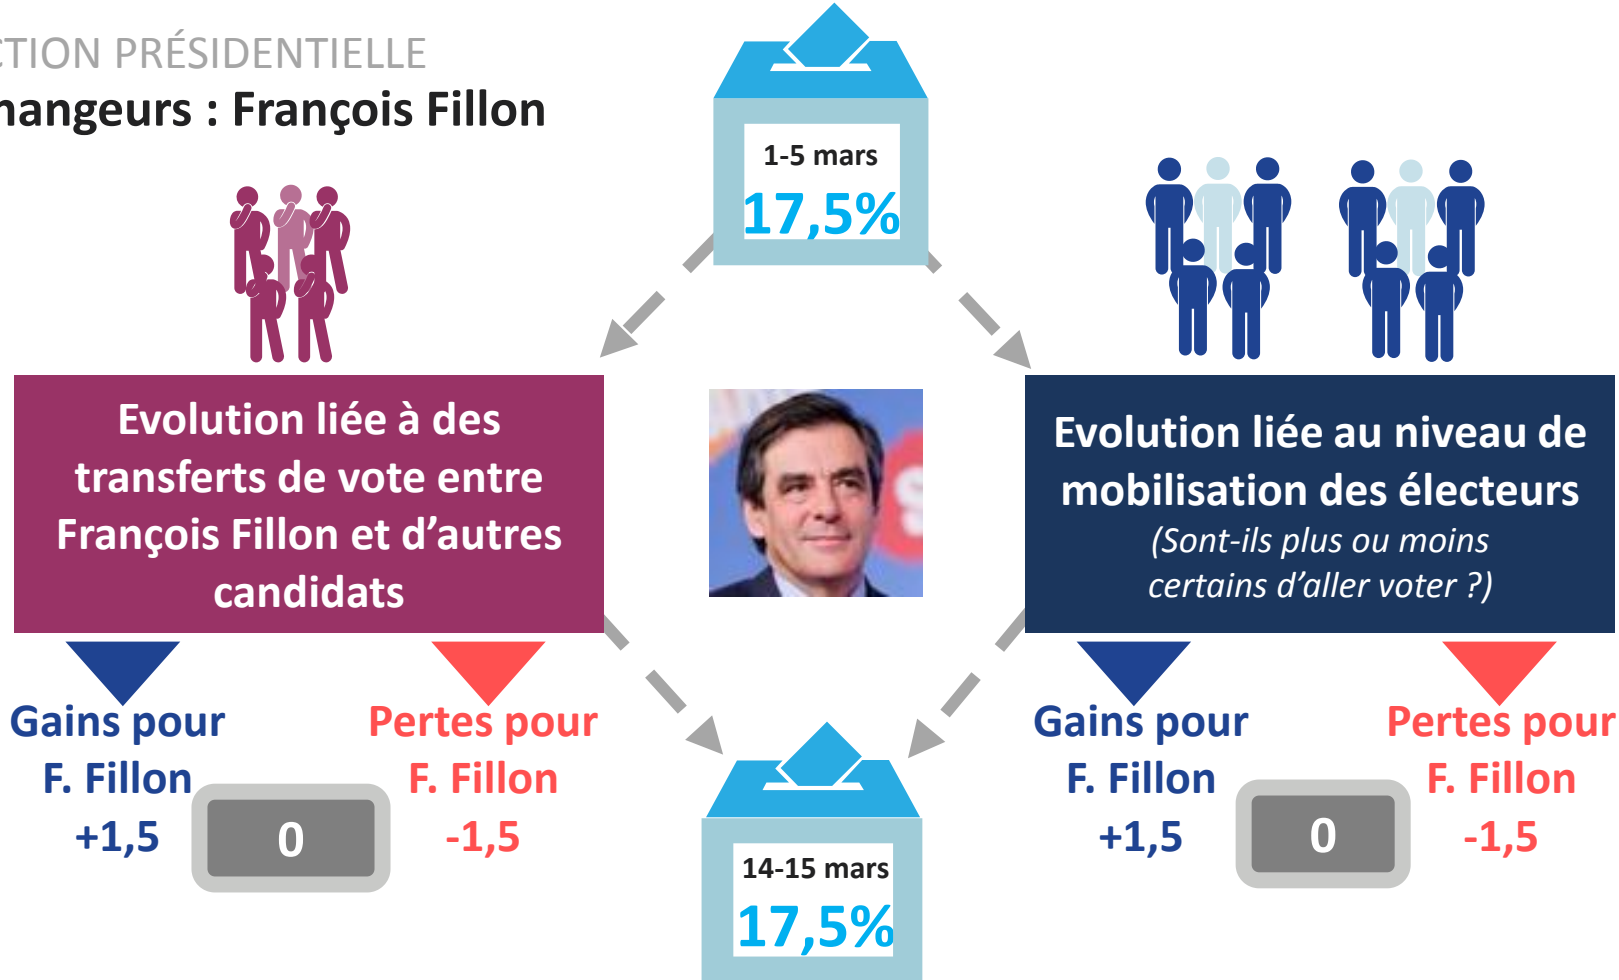 CTION PRÉSIDENTIELLE
hangeurs : François Fillon
1-5 mars
17,5%
Evolution liée à des
transferts de vote entre
François Fillon et d’autres
candidats
Evolution liée au niveau de
mobilisation des électeurs
(Sont-ils plus ou moins
certains d’aller voter ?)
Gains pour
F. Fillon
+1,5
0
Pertes pour
F. Fillon
-1,5
Gains pour
F. Fillon
+1,5
0
Pertes pour
F. Fillon
-1,5
14-15 mars
17,5%